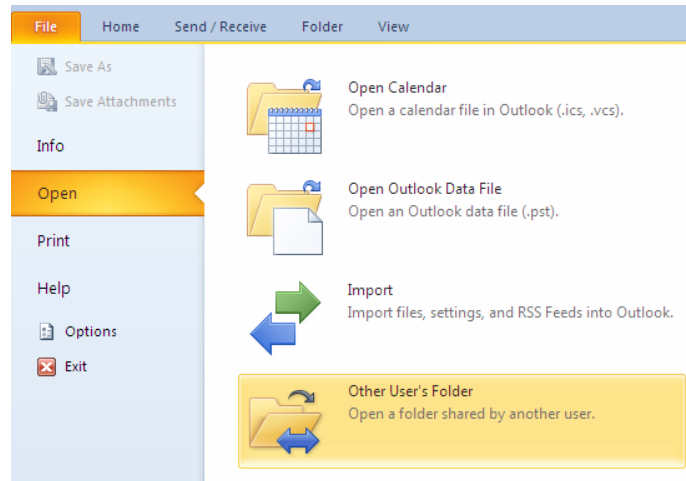 File Home Send / Receive Folder View
Save As
Save Attachments
Info
Open
Print
Help
Options
Exit
Open Calendar
Open a calendar file in Outlook (.ics, .vcs).
Open Outlook Data File
Open an Outlook data file (.pst).
Import
Import files, settings, and RSS Feeds into Outlook.
Other User's Folder
Open a folder shared by another user.